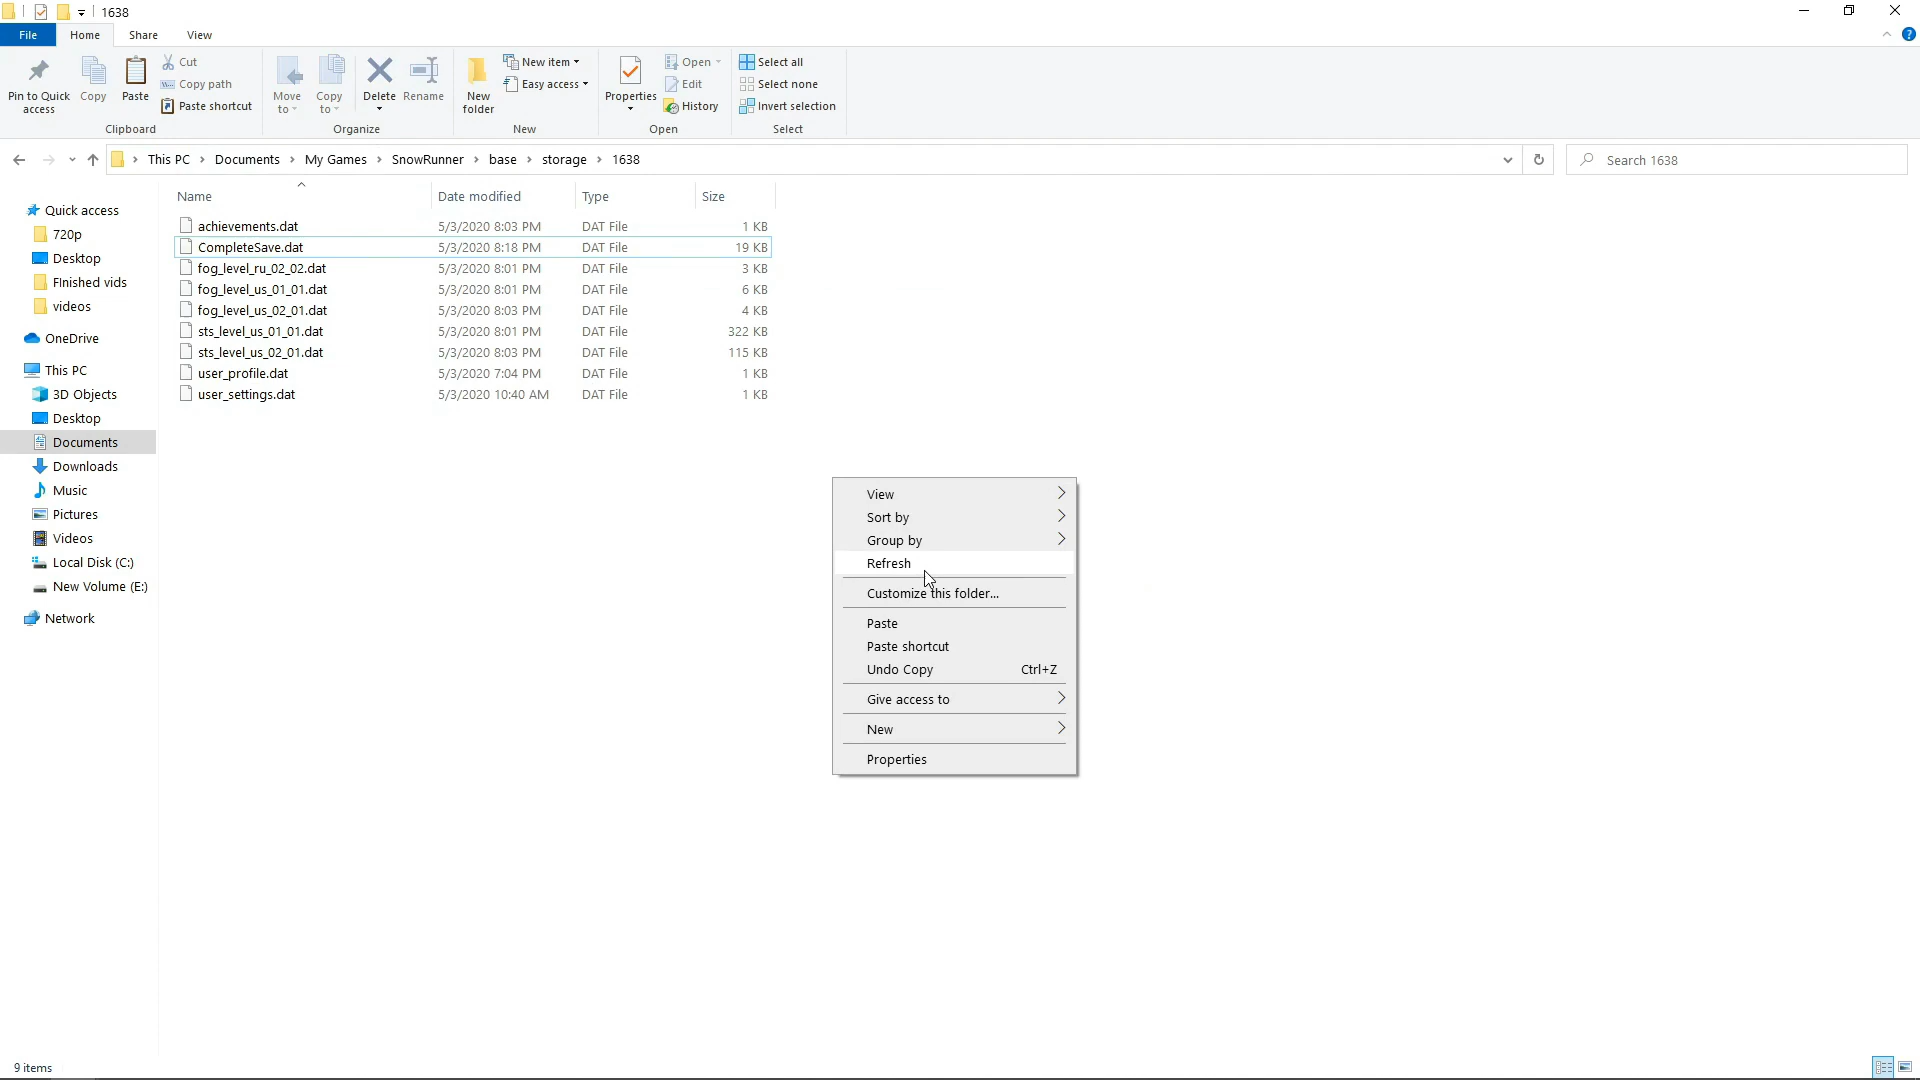 1638
File Home Share View
Pin to Quick access
Copy
Paste
Cut
Copy path
Paste shortcut
Clipboard
Move to
Copy to
Delete
Rename
Organize
New folder
New item
Easy access
New
Properties
Open
Edit
History
Open
Select all
Select none
Invert selection
Select
This PC Documents My Games SnowRunner base storage 1638
Search 1638
Quick access
720p
Desktop
FInished vids
videos
OneDrive
This PC
3D Objects
Desktop
Documents
Downloads
Music
Pictures
Videos
Local Disk (C:)
New Volume (E:)
Network
Name Date modified Type Size
achievements.dat 5/3/2020 8:03 PM DAT File 1 KB
CompleteSave.dat 5/3/2020 8:18 PM DAT File 19 KB
fog_level_ru_02_02.dat 5/3/2020 8:01 PM DAT File 3 KB
fog_level_us_01_01.dat 5/3/2020 8:01 PM DAT File 6 KB
fog_level_us_02_01.dat 5/3/2020 8:03 PM DAT File 4 KB
sts_level_us_01_01.dat 5/3/2020 8:01 PM DAT File 322 KB
sts_level_us_02_01.dat 5/3/2020 8:03 PM DAT File 115 KB
user_profile.dat 5/3/2020 7:04 PM DAT File 1 KB
user_settings.dat 5/3/2020 10:40 AM DAT File 1 KB
View
Sort by
Group by
Refresh
Customize this folder...
Paste
Paste shortcut
Undo Copy Ctrl+Z
Give access to
New
Properties
9 items